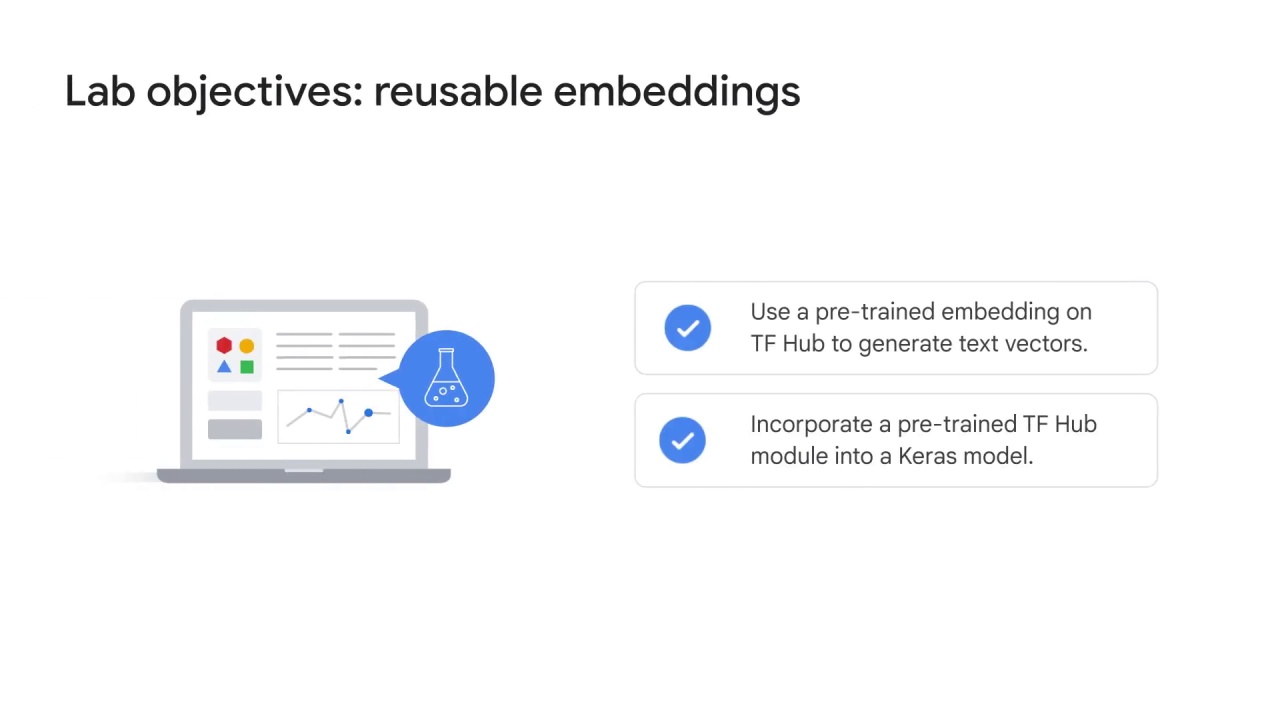 Lab objectives: reusable embeddings
Use a pre-trained embedding on
TF Hub to generate text vectors.
Incorporate a pre-trained TF Hub
module into a Keras model.